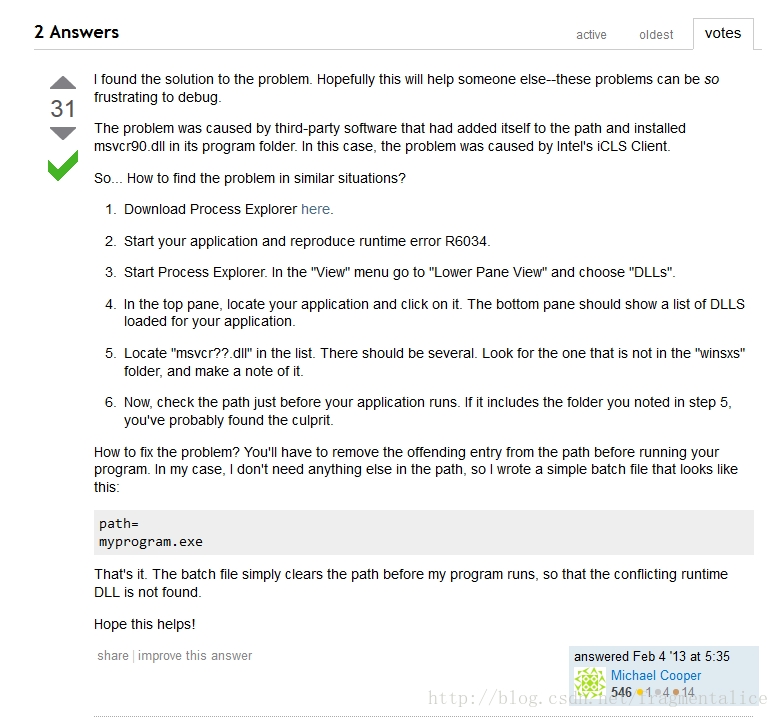 2 Answers
active oldest votes
31
I found the solution to the problem. Hopefully this will help someone else--these problems can be so
frustrating to debug.
The problem was caused by third-party software that had added itself to the path and installed
msvcr90.dll in its program folder. In this case, the problem was caused by Intel's iCLS Client.
So... How to find the problem in similar situations?
1. Download Process Explorer here.
2. Start your application and reproduce runtime error R6034.
3. Start Process Explorer. In the "View" menu go to "Lower Pane View" and choose "DLLs".
4. In the top pane, locate your application and click on it. The bottom pane should show a list of DLLS
loaded for your application.
5. Locate "msvcr??.dll" in the list. There should be several. Look for the one that is not in the "winsxs"
folder, and make a note of it.
6. Now, check the path just before your application runs. If it includes the folder you noted in step 5,
you've probably found the culprit.
How to fix the problem? You'll have to remove the offending entry from the path before running your
program. In my case, I don't need anything else in the path, so I wrote a simple batch file that looks like
this:
path=
myprogram.exe
That's it. The batch file simply clears the path before my program runs, so that the conflicting runtime
DLL is not found.
Hope this helps!
share | improve this answer
answered Feb 4 '13 at 5:35
Michael Cooper
546 1 4 14
http://blog.csdn.net/fragmentalice